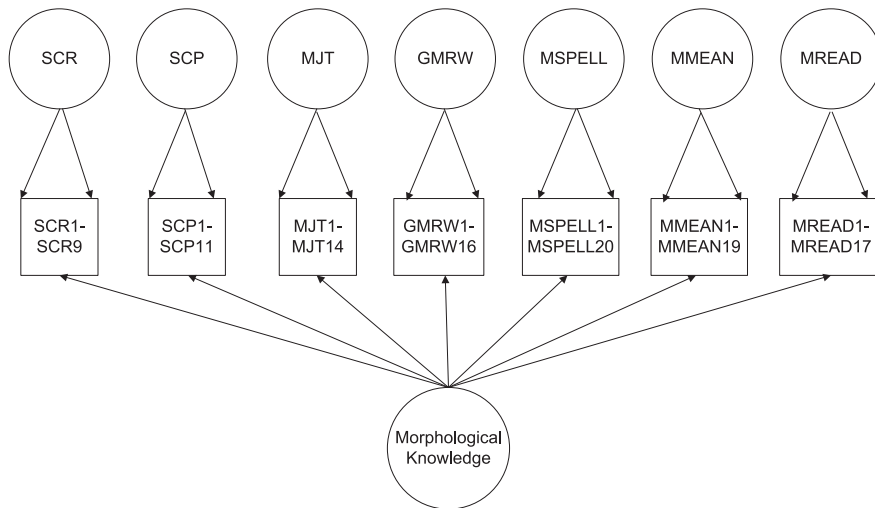 SCR
SCP
MJT
GMRW
MSPELL
MMEAN
MREAD
SCR1-
SCR9
SCP1-
SCP11
MJT1-
MJT14
GMRW1-
GMRW16
MSPELL1-
MSPELL20
MMEAN1-
MMEAN19
MREAD1-
MREAD17
Morphological
Knowledge